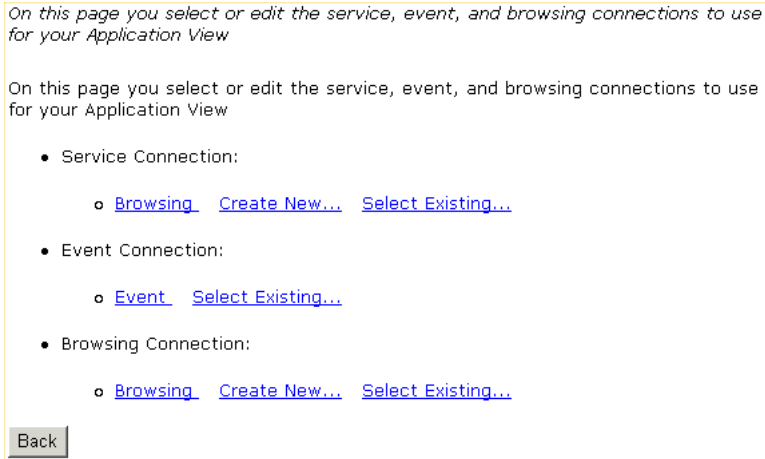 On this page you select or edit the service, event, and browsing connections to use
for your Application View
On this page you select or edit the service, event, and browsing connections to use
for your Application View
Service Connection:
Browsing Create New... Select Existing...
Event Connection:
Event Select Existing...
Browsing Connection:
Browsing Create New... Select Existing...
Back